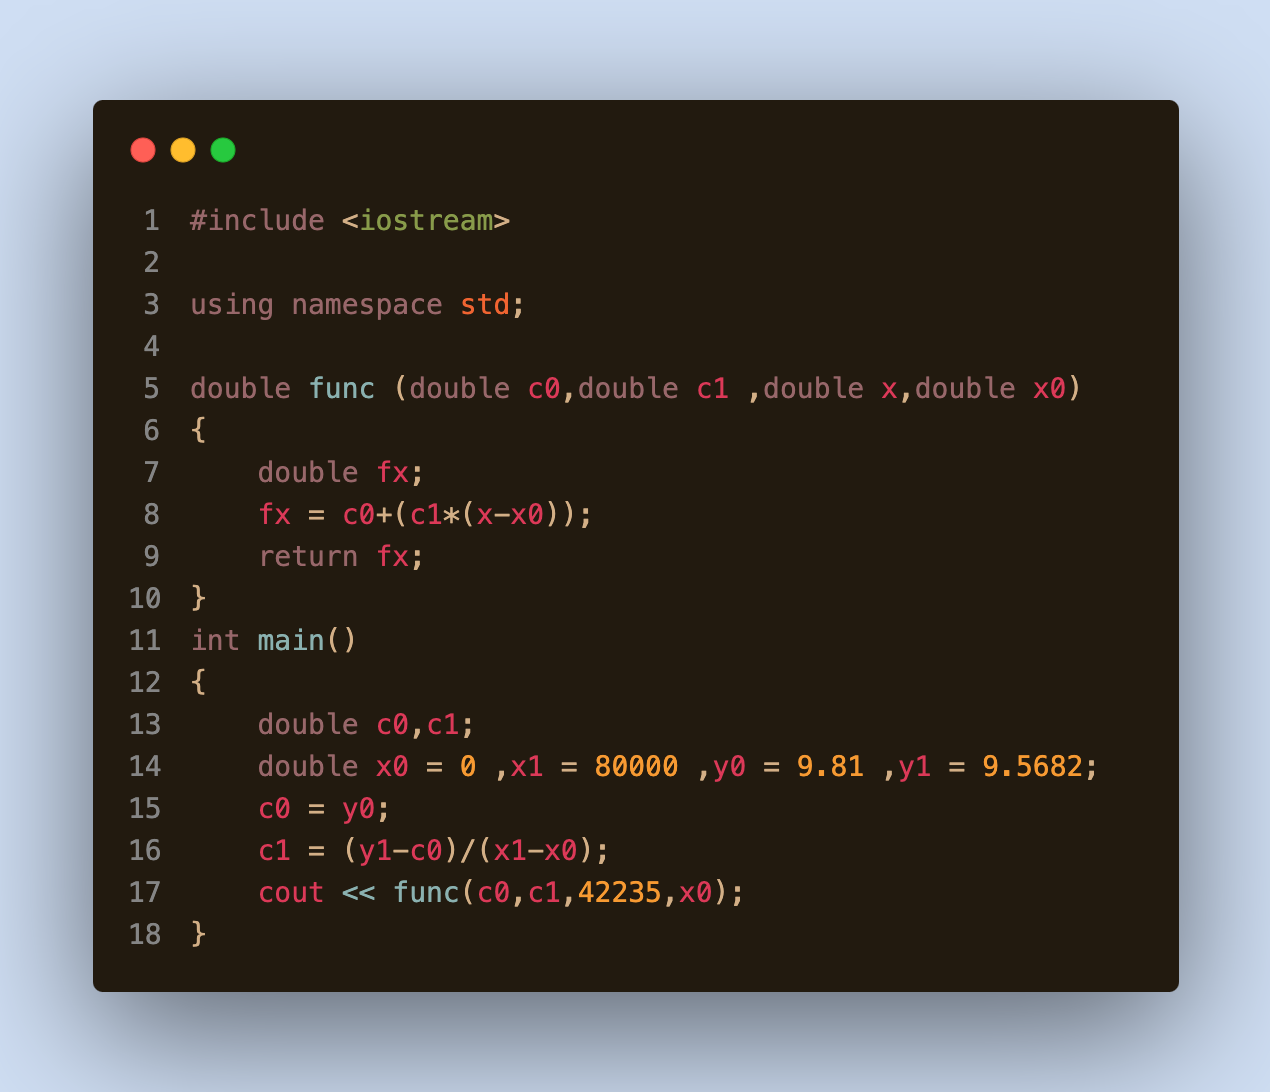 1 #include <iostream>
2
3 using namespace std;
4
5 double func (double c0,double c1 ,double x,double x0)
6 {
7     double fx;
8     fx = c0+(c1*(x-x0));
9     return fx;
10 }
11 int main()
12 {
13     double c0,c1;
14     double x0 = 0 ,x1 = 80000 ,y0 = 9.81 ,y1 = 9.5682;
15     c0 = y0;
16     c1 = (y1-c0)/(x1-x0);
17     cout << func(c0,c1,42235,x0);
18 }